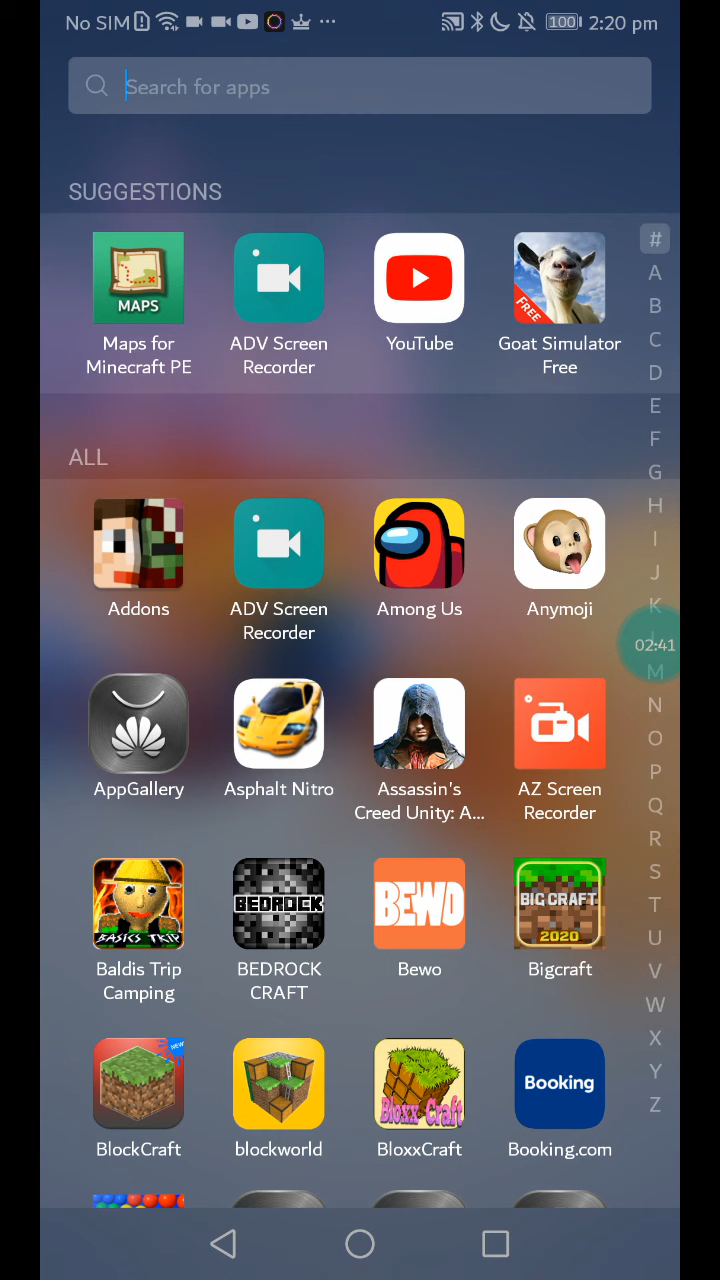 No SIM 100 2:20 pm
Search for apps
SUGGESTIONS
MAPS
FREE
Maps for
Minecraft PE
ADV Screen
Recorder
YouTube
Goat Simulator
Free
#
A
B
C
D
E
F
G
H
I
J
K
L
M
N
O
P
Q
R
S
T
U
V
W
X
Y
Z
02:41
ALL
Addons
ADV Screen
Recorder
Among Us
Anymoji
AppGallery
Asphalt Nitro
Assassin's
Creed Unity: A...
AZ Screen
Recorder
BASICS TRIP
BEDROCK
BEWO
BIG CRAFT
2020
Baldis Trip
Camping
BEDROCK
CRAFT
Bewo
Bigcraft
NEW
Bloxx Craft
Booking
BlockCraft
blockworld
BloxxCraft
Booking.com